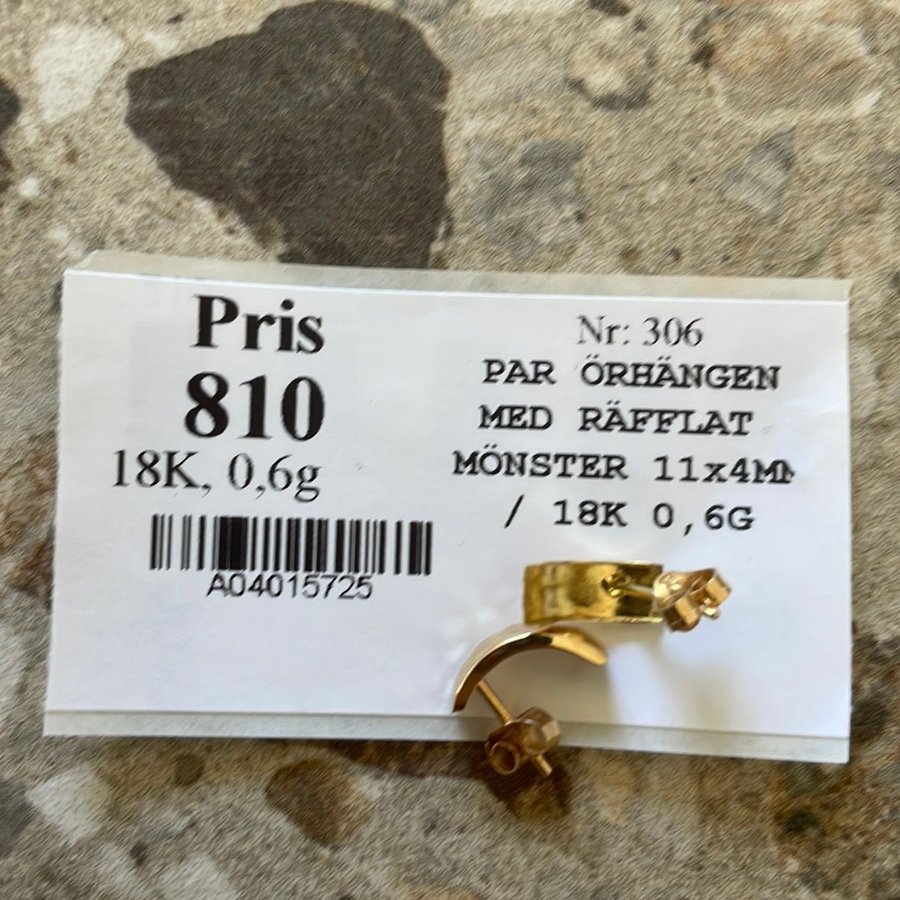 Pris
810
18K, 0,6g
A04015725
Nr: 306
PAR ÖRHÄNGEN
MED RÄFFLAT
MÖNSTER 11x4MM
/ 18K 0,6G